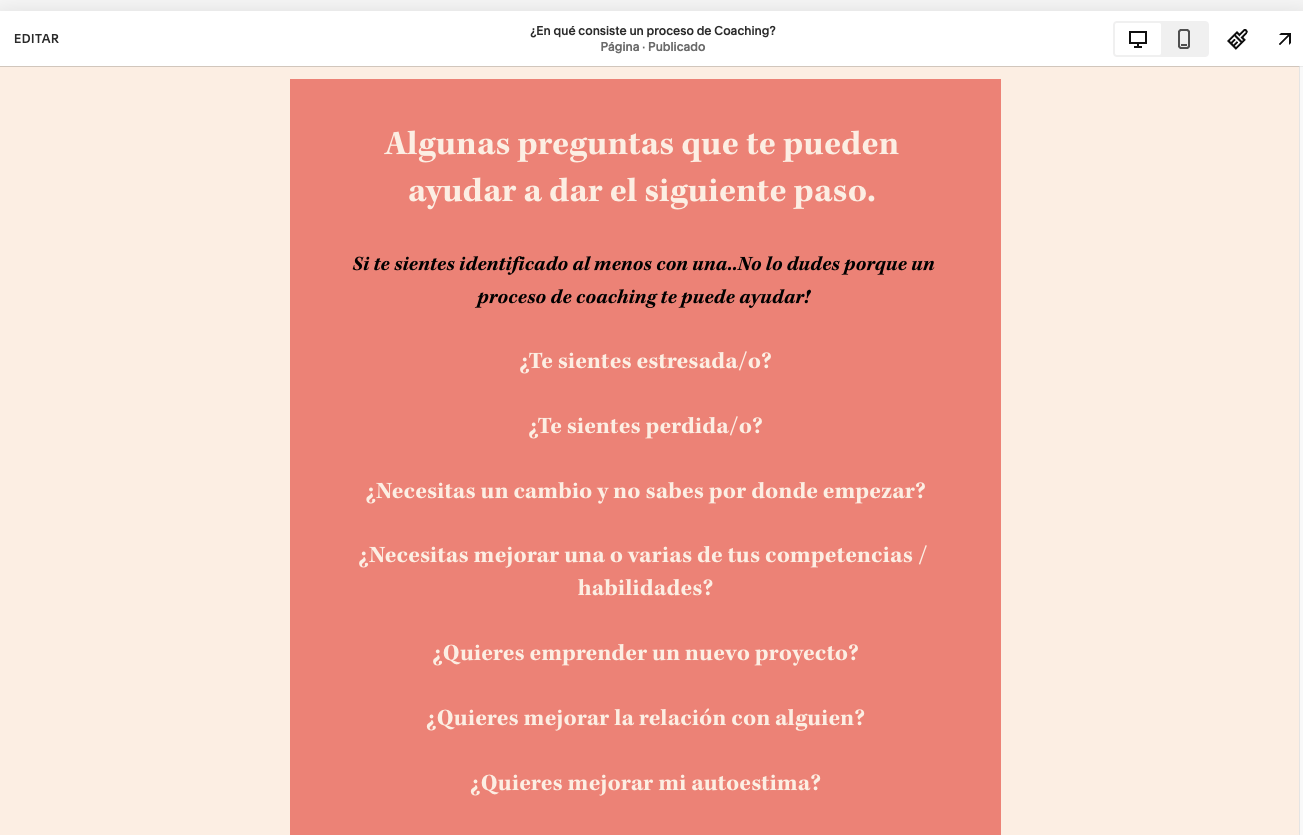 EDITAR
¿En qué consiste un proceso de Coaching?
Página · Publicado
Algunas preguntas que te pueden
ayudar a dar el siguiente paso.
Si te sientes identificado al menos con una..No lo dudes porque un
proceso de coaching te puede ayudar!
¿Te sientes estresada/o?
¿Te sientes perdida/o?
¿Necesitas un cambio y no sabes por donde empezar?
¿Necesitas mejorar una o varias de tus competencias /
habilidades?
¿Quieres emprender un nuevo proyecto?
¿Quieres mejorar la relación con alguien?
¿Quieres mejorar mi autoestima?